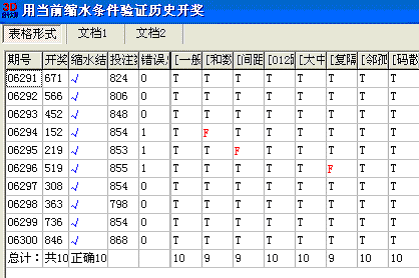 用当前缩水条件验证历史开奖
表格形式 文档1 文档2
期号 开奖 缩水结 投注 错误 [一般 [和数 [间距 [012 [大中 [复隔 [邻孤 [码散
06291 671 √ 824 0 T T T T T T T T
06292 566 √ 806 0 T T T T T T T T
06293 452 √ 848 0 T T T T T T T T
06294 152 √ 854 1 T F T T T T T T
06295 219 √ 853 1 T T F T T T T T
06296 519 √ 855 1 T T T T T F T T
06297 308 √ 854 0 T T T T T T T T
06298 363 √ 798 0 T T T T T T T T
06299 736 √ 854 0 T T T T T T T T
06300 846 √ 868 0 T T T T T T T T
总计: 共10 正确10 10 9 9 10 10 9 10 10